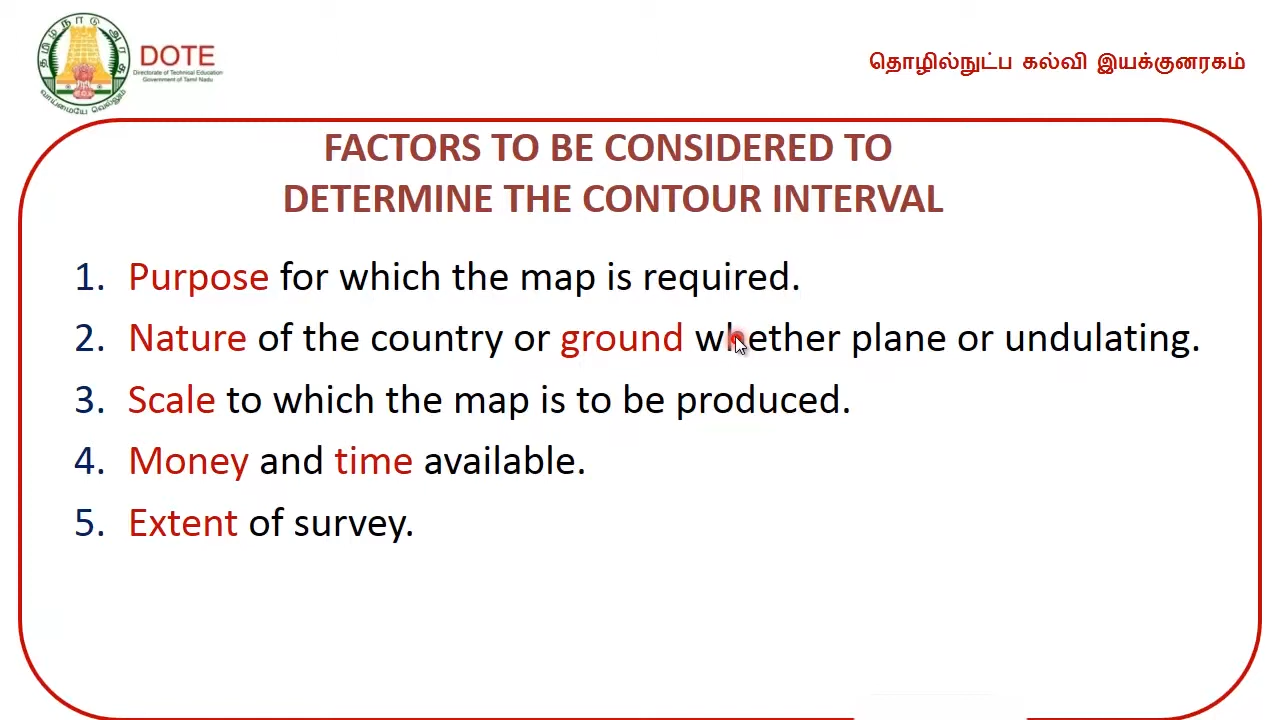 தமிழ்நாடு அரசு
வாய்மையே வெல்லும்
DOTE
Directorate of Technical Education
Government of Tamil Nadu
தொழில்நுட்ப கல்வி இயக்குனரகம்
FACTORS TO BE CONSIDERED TO
DETERMINE THE CONTOUR INTERVAL
1. Purpose for which the map is required.
2. Nature of the country or ground whether plane or undulating.
3. Scale to which the map is to be produced.
4. Money and time available.
5. Extent of survey.